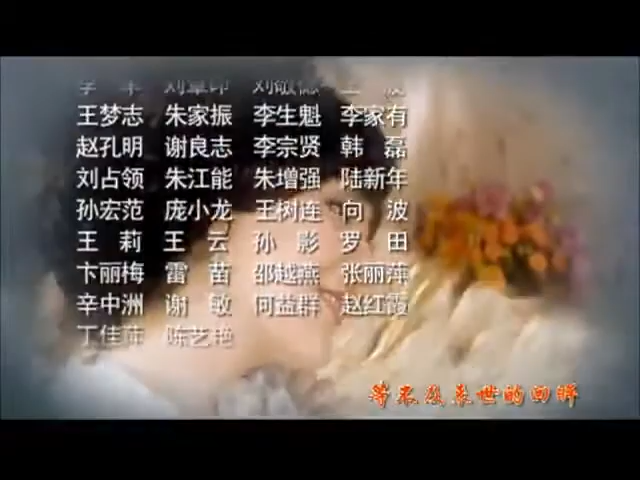 王梦志 朱家振 李生魁 李家有
赵孔明 谢良志 李宗贤 韩 磊
刘占领 朱江能 朱增强 陆新年
孙宏范 庞小龙 王树连 向 波
王 莉 王 云 孙 影 罗 田
卞丽梅 雷 苗 邵越燕 张丽萍
辛中洲 谢 敏 何益群 赵红霞
丁佳萍 陈艺艳
等不及来世的回眸